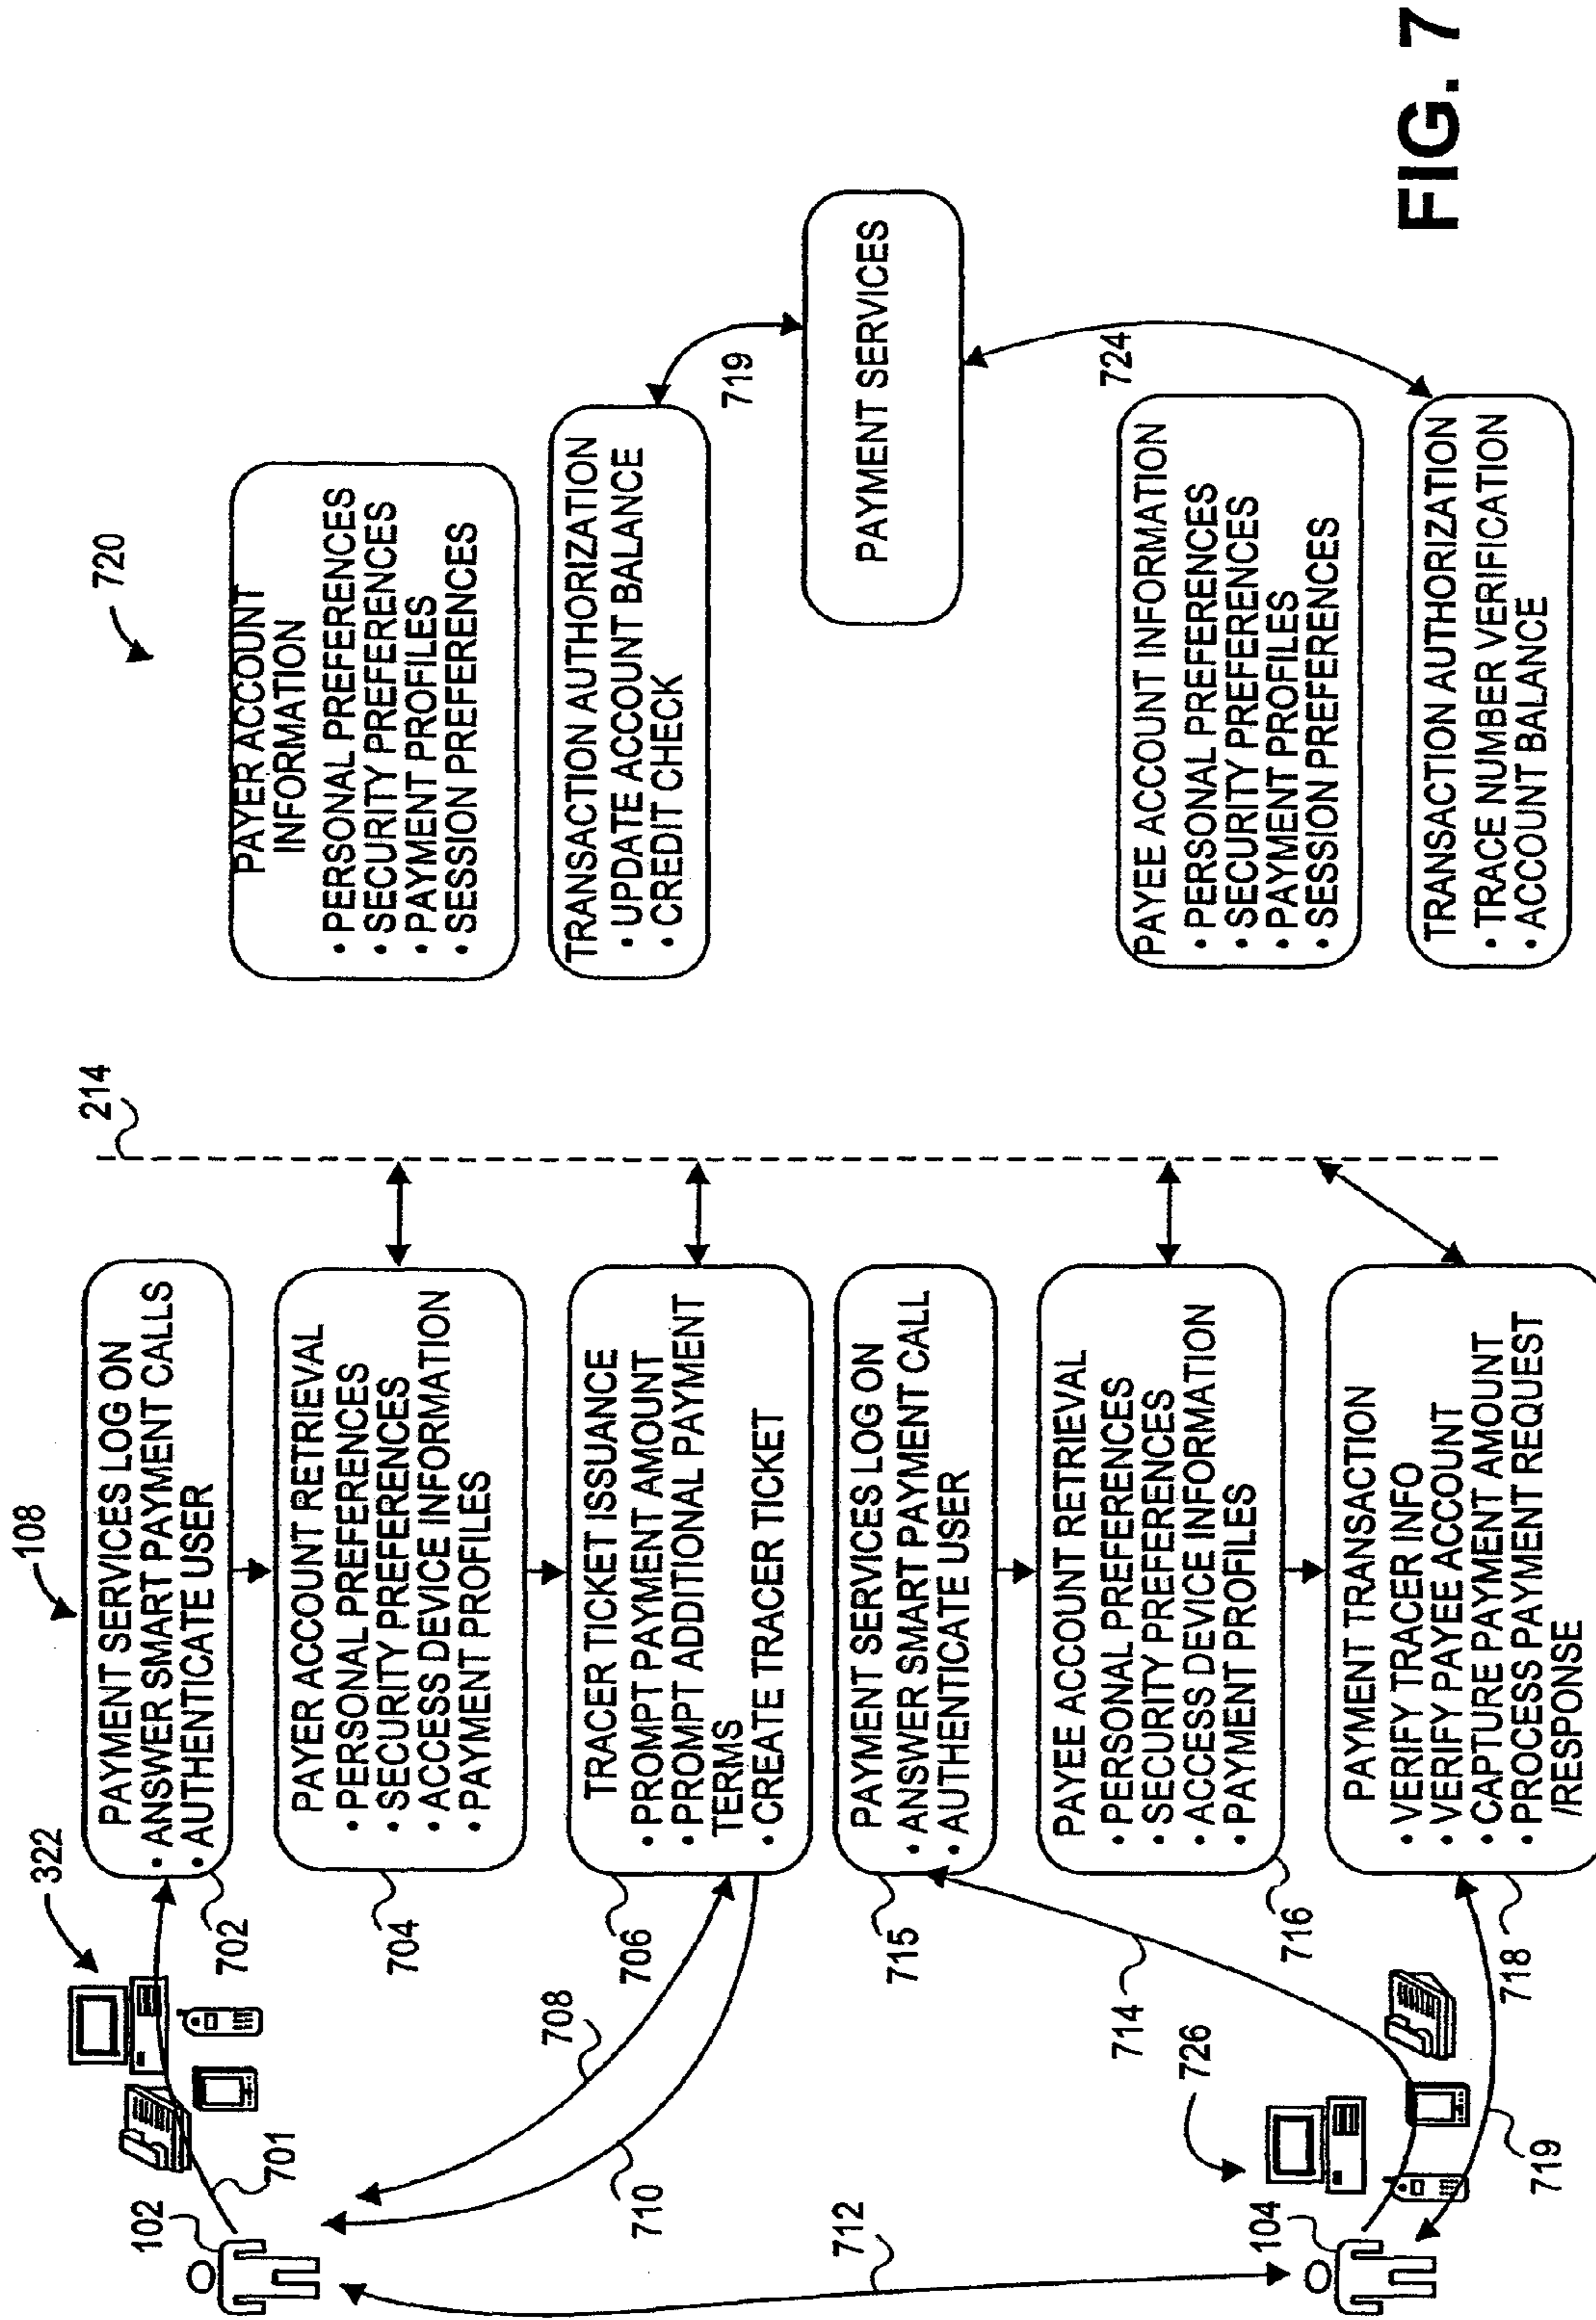 108
322
PAYMENT SERVICES LOG ON
• ANSWER SMART PAYMENT CALLS
• AUTHENTICATE USER
702
102
701
PAYER ACCOUNT RETRIEVAL
• PERSONAL PREFERENCES
• SECURITY PREFERENCES
• ACCESS DEVICE INFORMATION
• PAYMENT PROFILES
704
TRACER TICKET ISSUANCE
• PROMPT PAYMENT AMOUNT
• PROMPT ADDITIONAL PAYMENT
TERMS
• CREATE TRACER TICKET
706
708
710
712
PAYMENT SERVICES LOG ON
• ANSWER SMART PAYMENT CALL
• AUTHENTICATE USER
715
714
PAYEE ACCOUNT RETRIEVAL
• PERSONAL PREFERENCES
• SECURITY PREFERENCES
• ACCESS DEVICE INFORMATION
• PAYMENT PROFILES
716
726
104
PAYMENT TRANSACTION
• VERIFY TRACER INFO
• VERIFY PAYEE ACCOUNT
• CAPTURE PAYMENT AMOUNT
• PROCESS PAYMENT REQUEST
/RESPONSE
718
719
214
720
PAYER ACCOUNT
INFORMATION
• PERSONAL PREFERENCES
• SECURITY PREFERENCES
• PAYMENT PROFILES
• SESSION PREFERENCES
TRANSACTION AUTHORIZATION
• UPDATE ACCOUNT BALANCE
• CREDIT CHECK
719
PAYMENT SERVICES
724
PAYEE ACCOUNT INFORMATION
• PERSONAL PREFERENCES
• SECURITY PREFERENCES
• PAYMENT PROFILES
• SESSION PREFERENCES
TRANSACTION AUTHORIZATION
• TRACE NUMBER VERIFICATION
• ACCOUNT BALANCE
FIG. 7